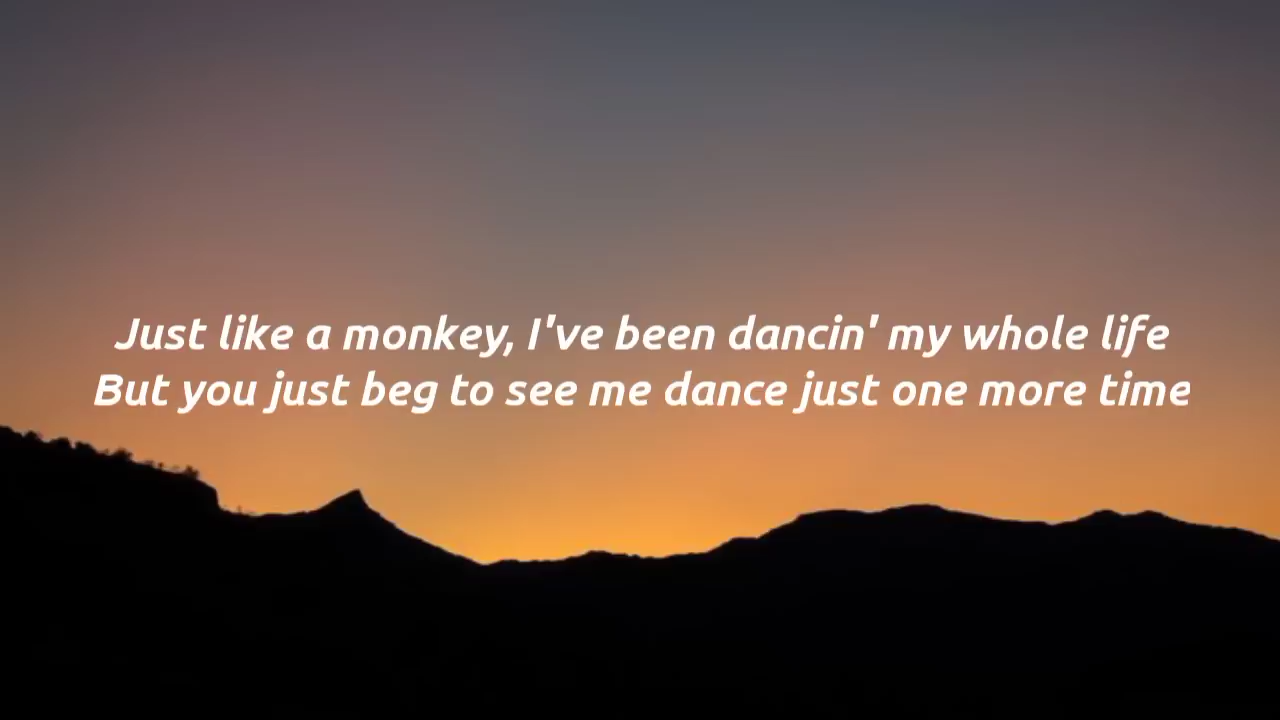 Just like a monkey, I've been dancin' my whole life
But you just beg to see me dance just one more time